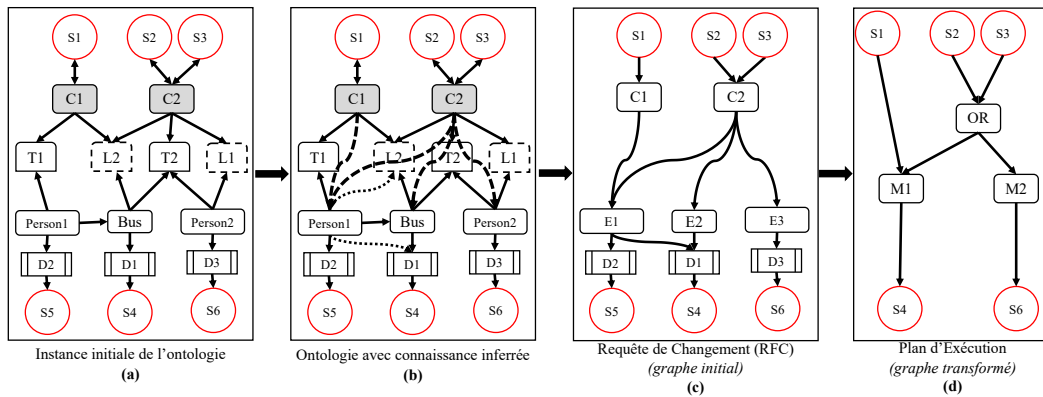 S1
S2
S3
C1
C2
T1
L2
T2
L1
Person1
Bus
Person2
D2
D1
D3
S5
S4
S6
Instance initiale de l’ontologie
(a)
S1
S2
S3
C1
C2
T1
L2
T2
L1
Person1
Bus
Person2
D2
D1
D3
S5
S4
S6
Ontologie avec connaissance inferrée
(b)
S1
S2
S3
C1
C2
E1
E2
E3
D2
D1
D3
S5
S4
S6
Requête de Changement (RFC)
(graphe initial)
(c)
S1
S2
S3
OR
M1
M2
S4
S6
Plan d’Exécution
(graphe transformé)
(d)